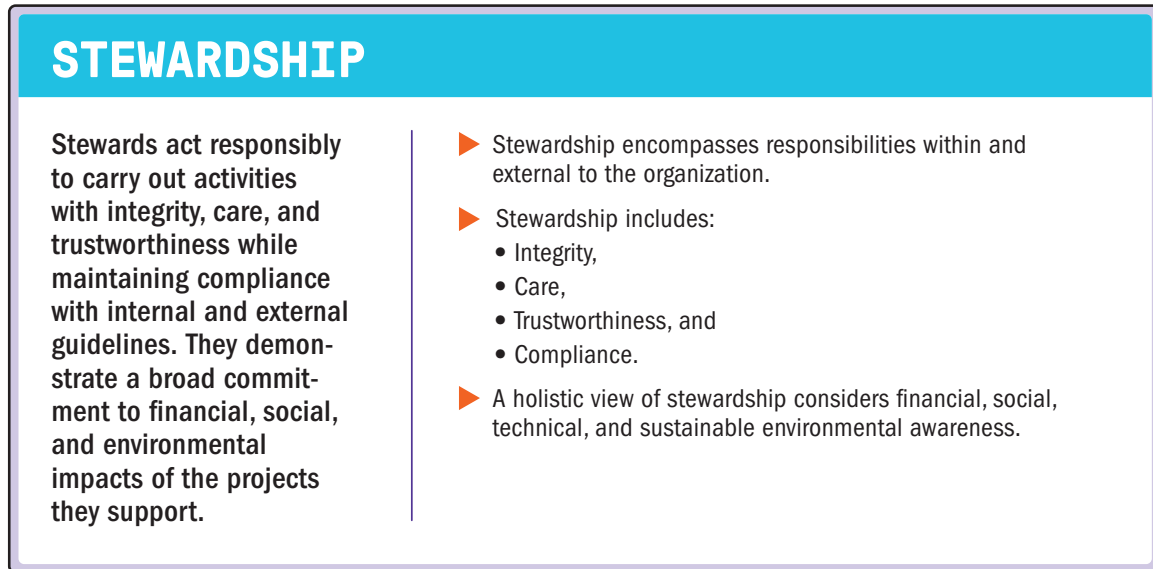 STEWARDSHIP
Stewards act responsibly
to carry out activities
with integrity, care, and
trustworthiness while
maintaining compliance
with internal and external
guidelines. They demon-
strate a broad commit-
ment to financial, social,
and environmental
impacts of the projects
they support.
▶ Stewardship encompasses responsibilities within and
external to the organization.
▶ Stewardship includes:
• Integrity,
• Care,
• Trustworthiness, and
• Compliance.
▶ A holistic view of stewardship considers financial, social,
technical, and sustainable environmental awareness.